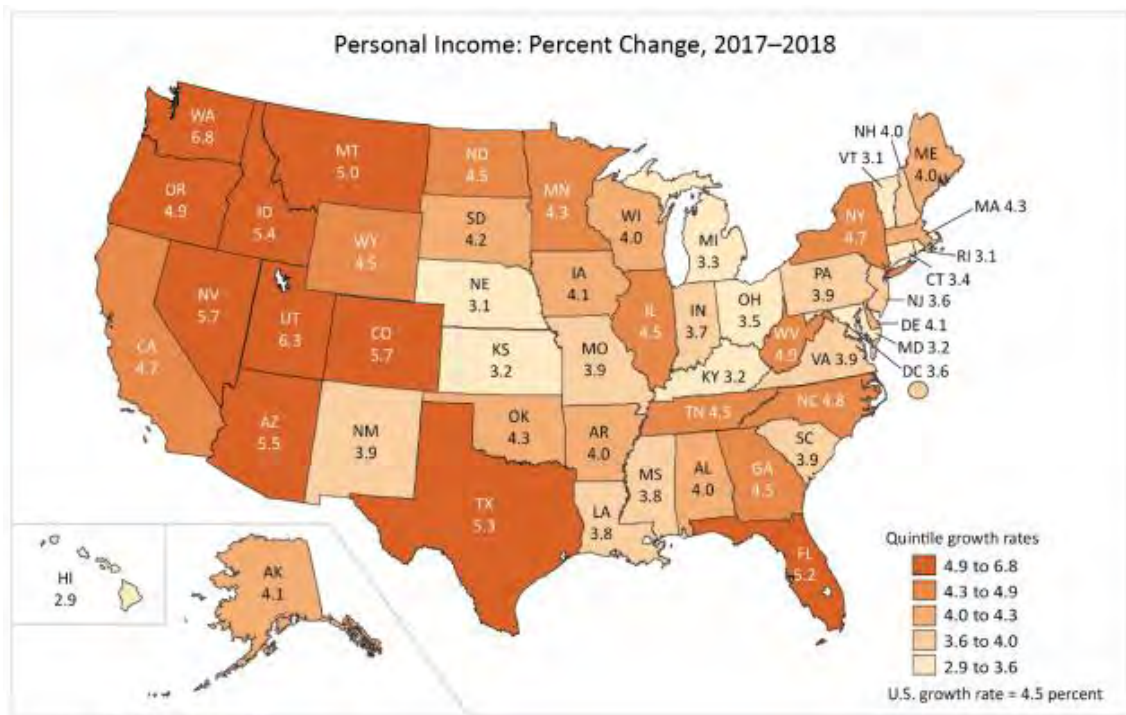 Personal Income: Percent Change, 2017–2018
WA
6.8
MT
5.0
ND
4.5
MN
4.3
NH 4.0
VT 3.1
ME
4.0
OR
4.9
ID
5.4
WY
4.5
SD
4.2
WI
4.0
MI
3.3
NY
4.7
MA 4.3
RI 3.1
CT 3.4
NJ 3.6
DE 4.1
MD 3.2
DC 3.6
CA
4.7
NV
5.7
UT
6.3
CO
5.7
NE
3.1
IA
4.1
IL
4.5
IN
3.7
OH
3.5
PA
3.9
WV
4.9
VA 3.9
KS
3.2
MO
3.9
KY 3.2
AZ
5.5
NM
3.9
OK
4.3
AR
4.0
TN 4.5
NC 4.8
SC
3.9
TX
5.3
LA
3.8
MS
3.8
AL
4.0
GA
4.5
FL
5.2
HI
2.9
AK
4.1
Quintile growth rates
4.9 to 6.8
4.3 to 4.9
4.0 to 4.3
3.6 to 4.0
2.9 to 3.6
U.S. growth rate = 4.5 percent